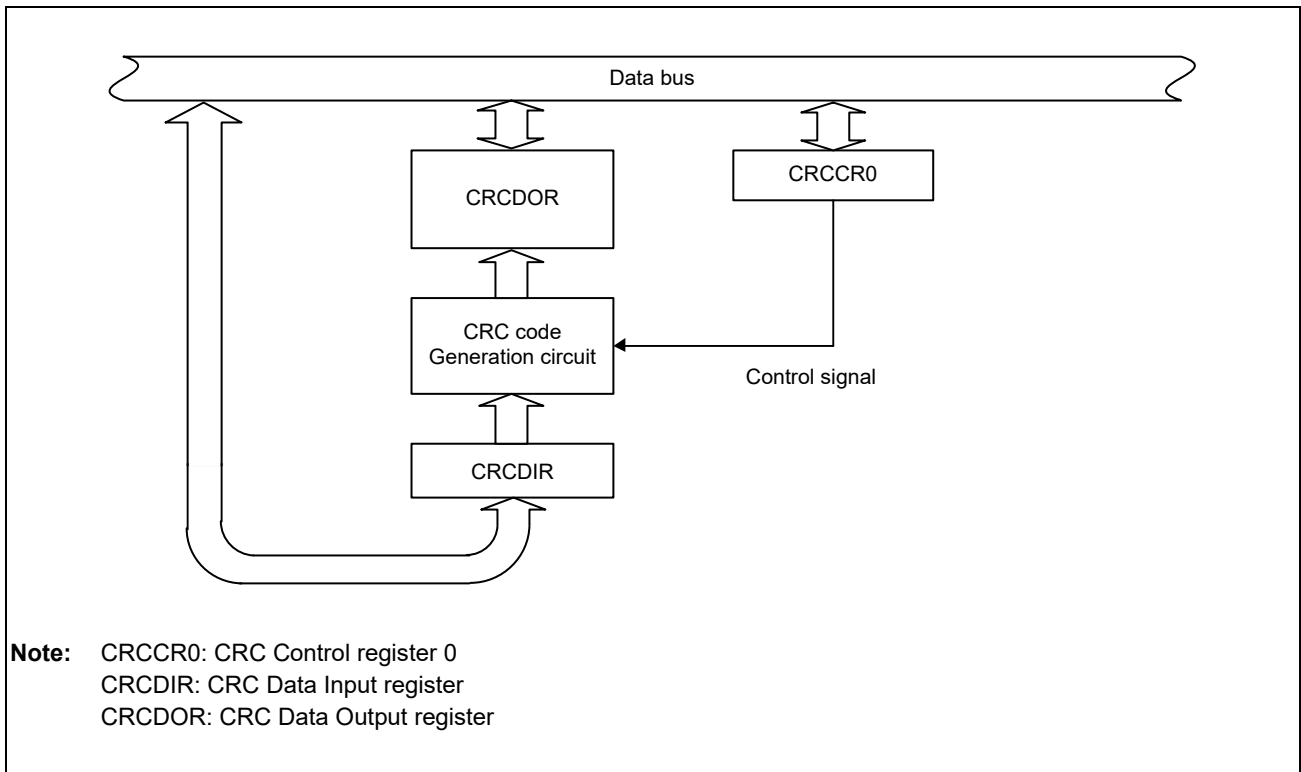 Data bus
CRCDOR
CRCCR0
CRC code
Generation circuit
Control signal
CRCDIR
Note: CRCCR0: CRC Control register 0
CRCDIR: CRC Data Input register
CRCDOR: CRC Data Output register